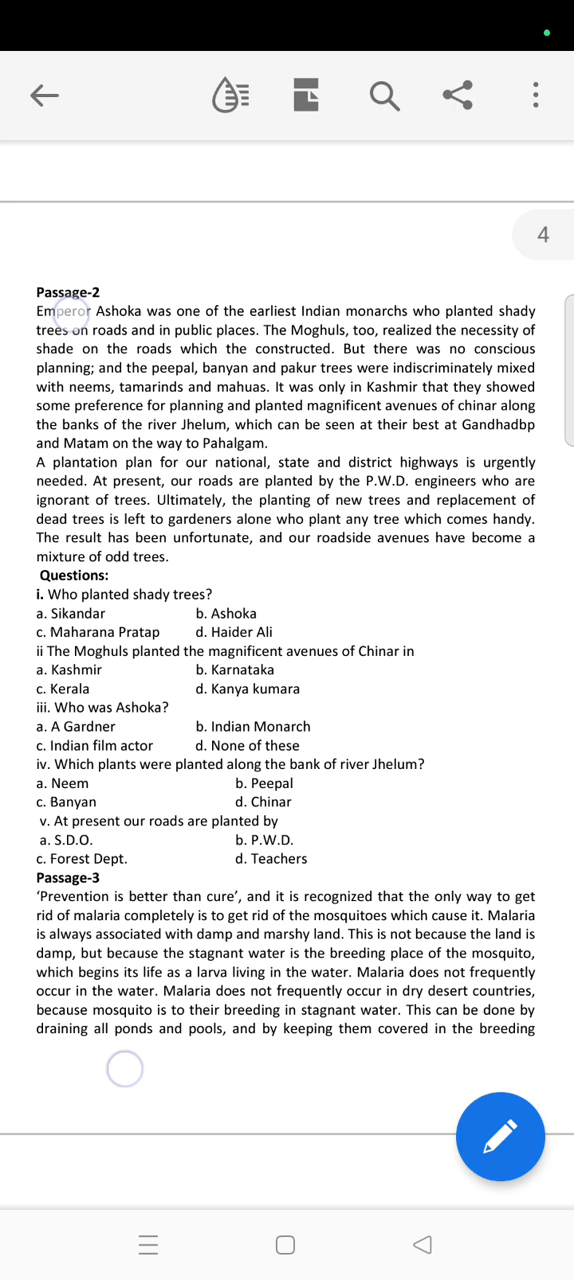 4
Passage-2
Emperor Ashoka was one of the earliest Indian monarchs who planted shady
trees on roads and in public places. The Moghuls, too, realized the necessity of
shade on the roads which the constructed. But there was no conscious
planning; and the peepal, banyan and pakur trees were indiscriminately mixed
with neems, tamarinds and mahuas. It was only in Kashmir that they showed
some preference for planning and planted magnificent avenues of chinar along
the banks of the river Jhelum, which can be seen at their best at Gandhadbp
and Matam on the way to Pahalgam.
A plantation plan for our national, state and district highways is urgently
needed. At present, our roads are planted by the P.W.D. engineers who are
ignorant of trees. Ultimately, the planting of new trees and replacement of
dead trees is left to gardeners alone who plant any tree which comes handy.
The result has been unfortunate, and our roadside avenues have become a
mixture of odd trees.
Questions:
i. Who planted shady trees?
a. Sikandar b. Ashoka
c. Maharana Pratap d. Haider Ali
ii The Moghuls planted the magnificent avenues of Chinar in
a. Kashmir b. Karnataka
c. Kerala d. Kanya kumara
iii. Who was Ashoka?
a. A Gardner b. Indian Monarch
c. Indian film actor d. None of these
iv. Which plants were planted along the bank of river Jhelum?
a. Neem b. Peepal
c. Banyan d. Chinar
v. At present our roads are planted by
a. S.D.O. b. P.W.D.
c. Forest Dept. d. Teachers
Passage-3
‘Prevention is better than cure’, and it is recognized that the only way to get
rid of malaria completely is to get rid of the mosquitoes which cause it. Malaria
is always associated with damp and marshy land. This is not because the land is
damp, but because the stagnant water is the breeding place of the mosquito,
which begins its life as a larva living in the water. Malaria does not frequently
occur in the water. Malaria does not frequently occur in dry desert countries,
because mosquito is to their breeding in stagnant water. This can be done by
draining all ponds and pools, and by keeping them covered in the breeding